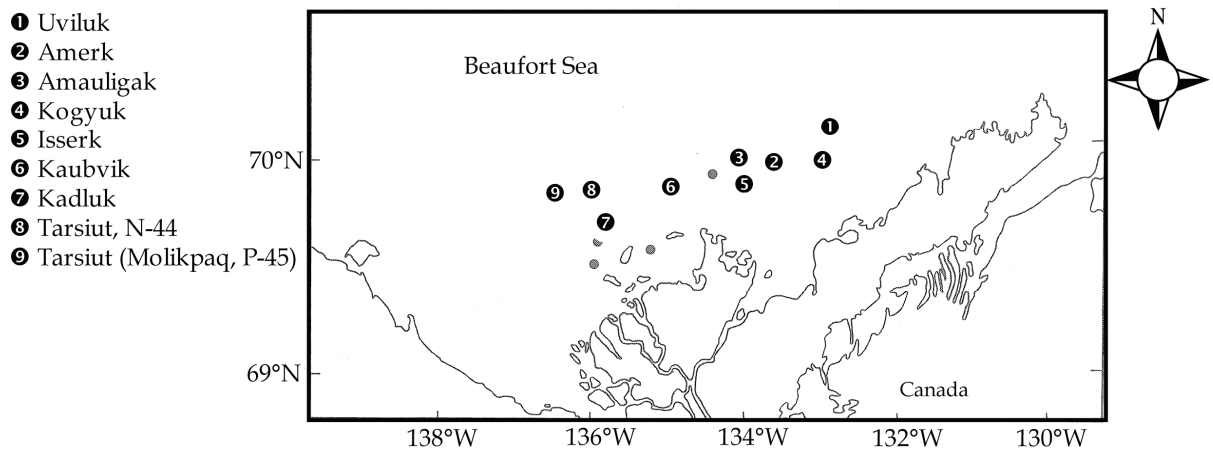 ❶ Uviluk
❷ Amerk
❸ Amauligak
❹ Kogyuk
❺ Isserk
❻ Kaubvik
❼ Kadluk
❽ Tarsiut, N-44
❾ Tarsiut (Molikpaq, P-45)
N
Beaufort Sea
❶
❸ ❷ ❹
70°N
❾ ❽ ❻ ❺
❼
69°N
Canada
138°W 136°W 134°W 132°W 130°W